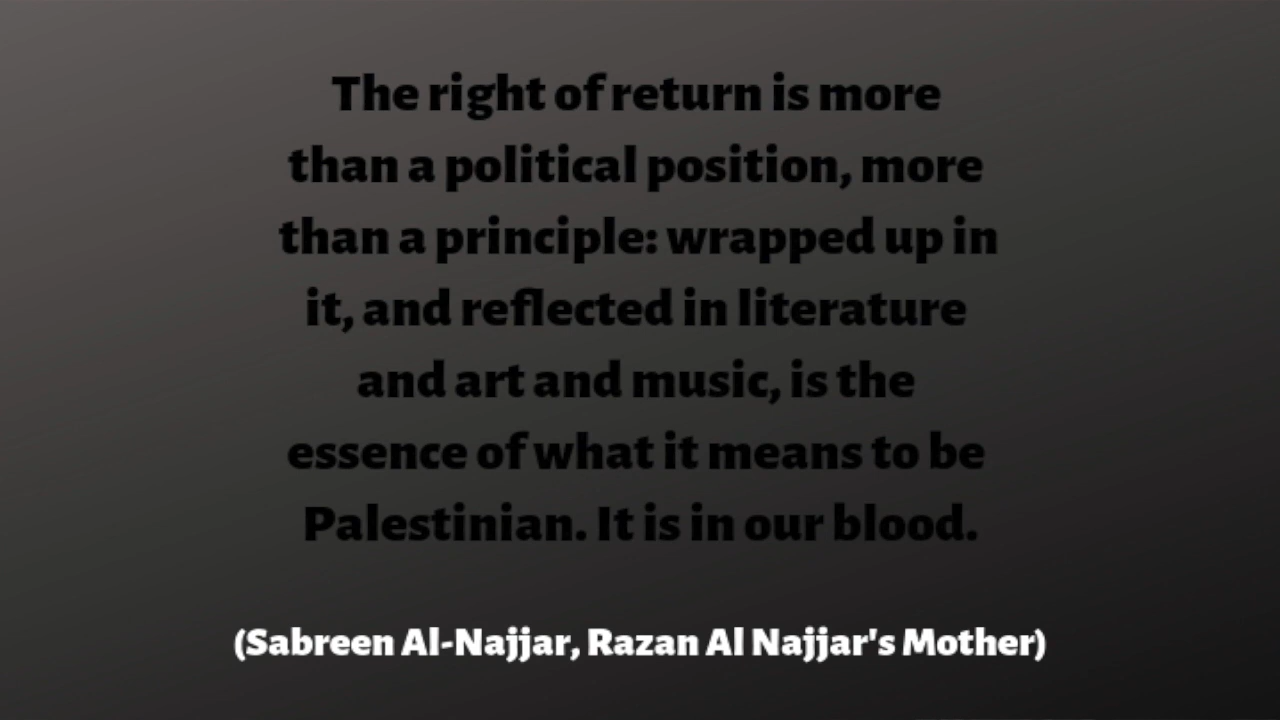 The right of return is more
than a political position, more
than a principle: wrapped up in
it, and reflected in literature
and art and music, is the
essence of what it means to be
Palestinian. It is in our blood.
(Sabreen Al-Najjar, Razan Al Najjar's Mother)